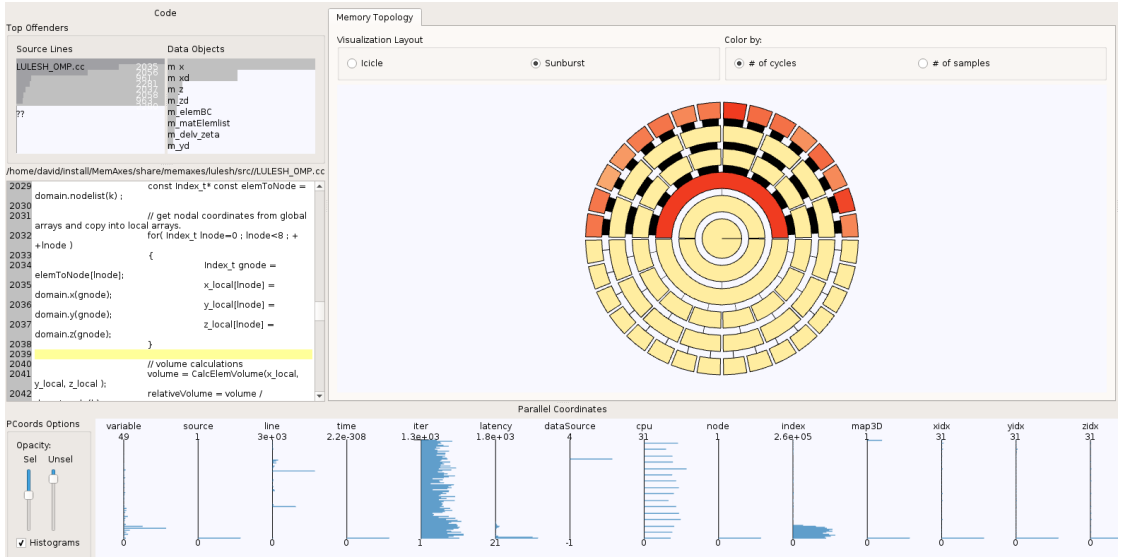 Code
Top Offenders
Source Lines
Data Objects
LULESH_OMP.cc
2035
2056
961
2281
2037
2058
963
??
m_x
m_xd
m_z
m_zd
m_elemBC
m_matElemlist
m_delv_zeta
m_yd
/home/david/Install/MemAxes/share/memaxes/lulesh/src//LULESH_OMP.cc
2029 const Index_t* const elemToNode =
domain.nodelist(k) ;
2030
2031 // get nodal coordinates from global
arrays and copy into local arrays.
2032 for( Index_t lnode=0 ; lnode<8 ; +
+lnode )
2033 {
2034 Index_t gnode =
elemToNode[lnode];
2035 x_local[lnode] =
domain.x(gnode);
2036 y_local[lnode] =
domain.y(gnode);
2037 z_local[lnode] =
domain.z(gnode);
2038 }
2039
2040 // volume calculations
2041 volume = CalcElemVolume(x_local,
y_local, z_local );
2042 relativeVolume = volume /
Memory Topology
Visualization Layout
Icicle
Sunburst
Color by:
# of cycles
# of samples
Parallel Coordinates
PCoords Options
Opacity:
Sel Unsel
Histograms
variable source line time iter latency dataSource cpu node index map3D xidx yidx zidx
49 1 3e+03 2.2e-308 1.3e+03 1.8e+03 4 31 1 2.6e+05 1 31 31 31
0 0 0 0 1 21 -1 0 0 0 0 0 0 0